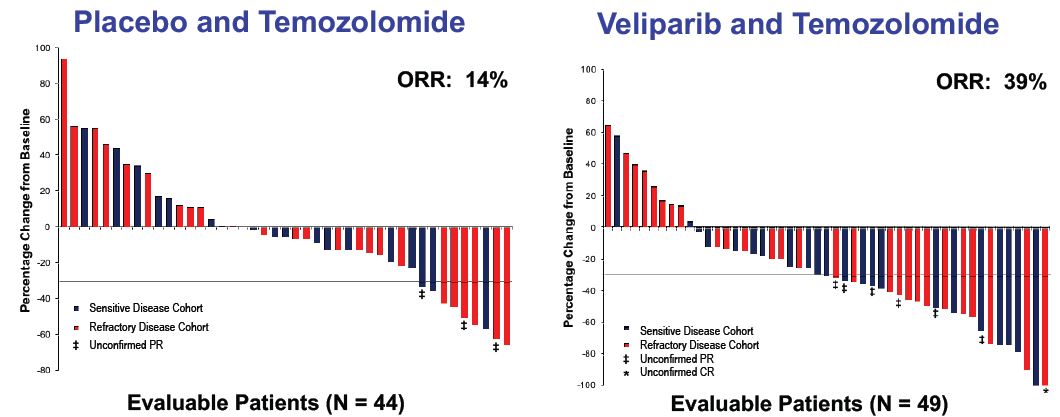 Placebo and Temozolomide
ORR: 14%
Percentage Change from Baseline
100
80
60
40
20
0
-20
-40
-60
-80
Sensitive Disease Cohort
Refractory Disease Cohort
‡ Unconfirmed PR
‡
‡
‡
Evaluable Patients (N = 44)
Veliparib and Temozolomide
ORR: 39%
Percentage Change from Baseline
100
80
60
40
20
0
-20
-40
-60
-80
-100
Sensitive Disease Cohort
Refractory Disease Cohort
‡ Unconfirmed PR
* Unconfirmed CR
‡
‡
‡
‡
‡
‡
*
Evaluable Patients (N = 49)